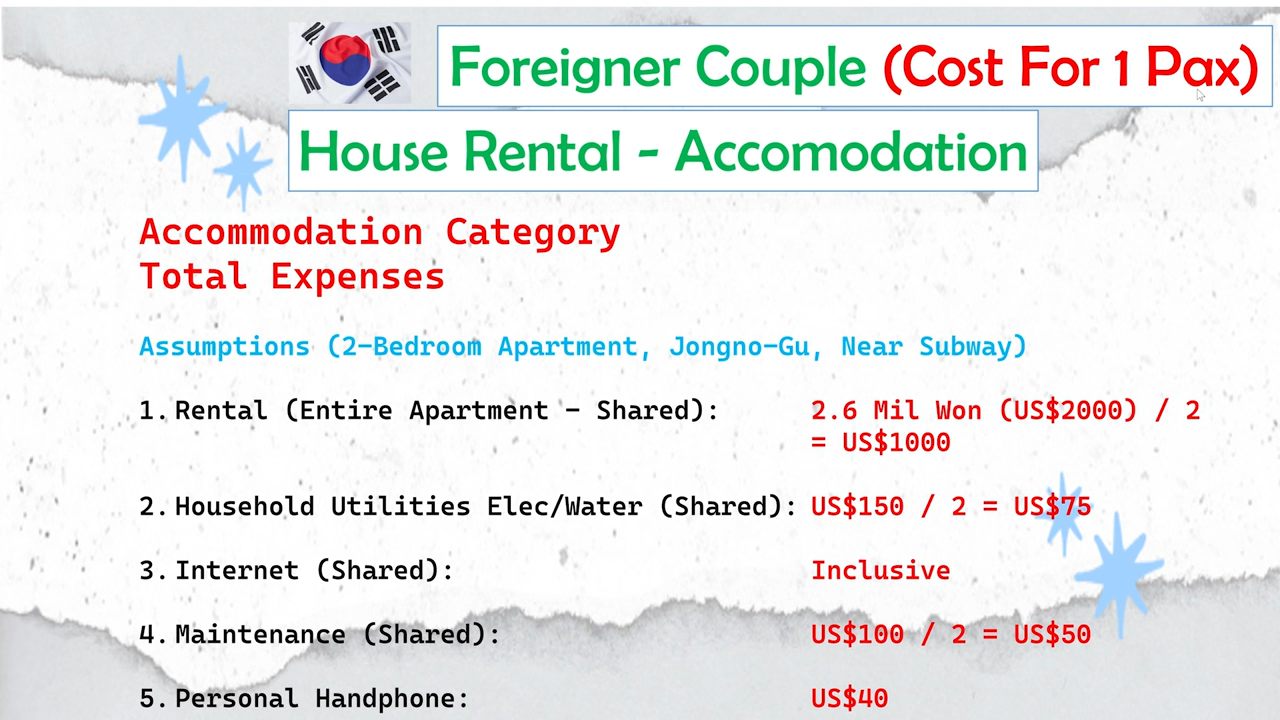 Foreigner Couple (Cost For 1 Pax)
House Rental - Accomodation
Accommodation Category
Total Expenses
Assumptions (2-Bedroom Apartment, Jongno-Gu, Near Subway)
1. Rental (Entire Apartment - Shared): 2.6 Mil Won (US$2000) / 2
= US$1000
2. Household Utilities Elec/Water (Shared): US$150 / 2 = US$75
3. Internet (Shared): Inclusive
4. Maintenance (Shared): US$100 / 2 = US$50
5. Personal Handphone: US$40